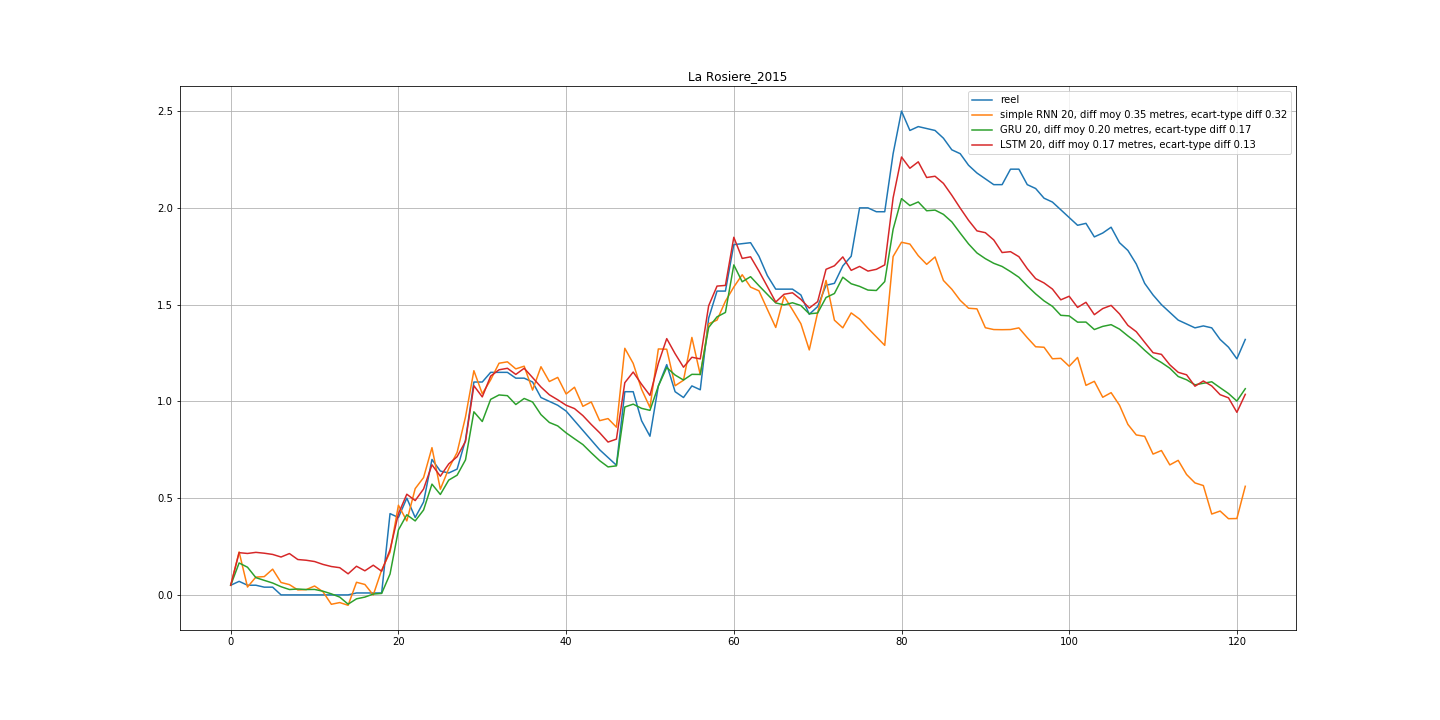 La Rosiere_2015
reel
simple RNN 20, diff moy 0.35 metres, ecart-type diff 0.32
GRU 20, diff moy 0.20 metres, ecart-type diff 0.17
LSTM 20, diff moy 0.17 metres, ecart-type diff 0.13
2.5
2.0
1.5
1.0
0.5
0.0
0 20 40 60 80 100 120